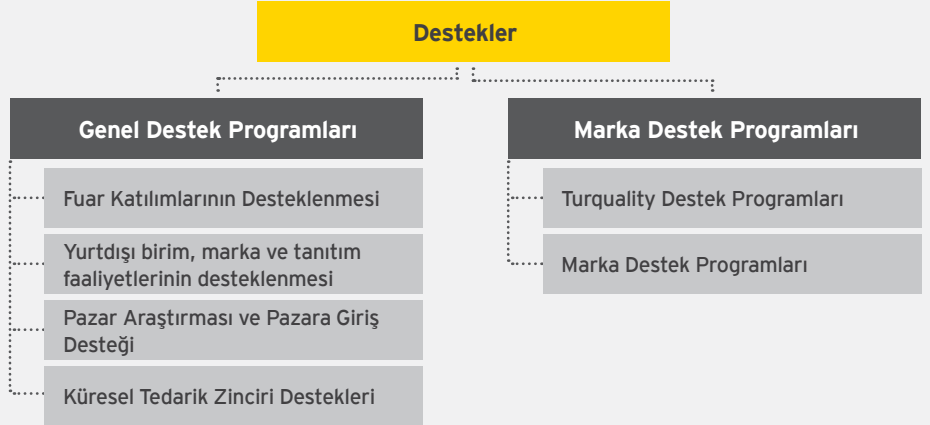 Destekler
Genel Destek Programları
Fuar Katılımlarının Desteklenmesi
Yurtdışı birim, marka ve tanıtım
faaliyetlerinin desteklenmesi
Pazar Araştırması ve Pazara Giriş
Desteği
Küresel Tedarik Zinciri Destekleri
Marka Destek Programları
Turquality Destek Programları
Marka Destek Programları